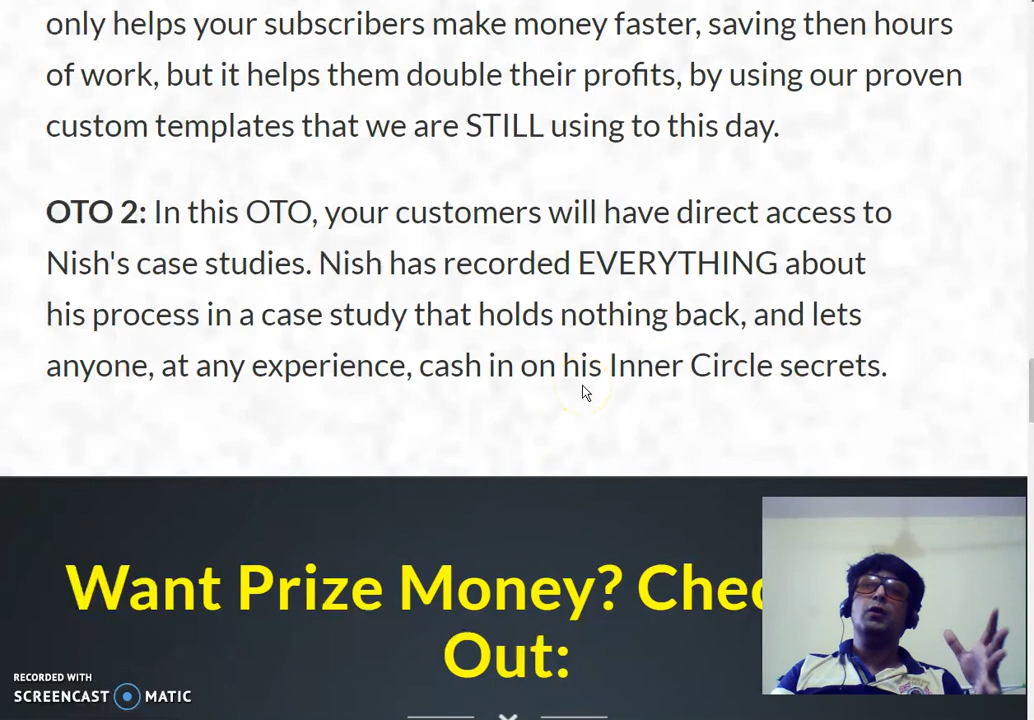 only helps your subscribers make money faster, saving then hours
of work, but it helps them double their profits, by using our proven
custom templates that we are STILL using to this day.
OTO 2: In this OTO, your customers will have direct access to
Nish's case studies. Nish has recorded EVERYTHING about
his process in a case study that holds nothing back, and lets
anyone, at any experience, cash in on his Inner Circle secrets.
Want Prize Money?
Out:
RECORDED WITH
SCREENCAST MATIC